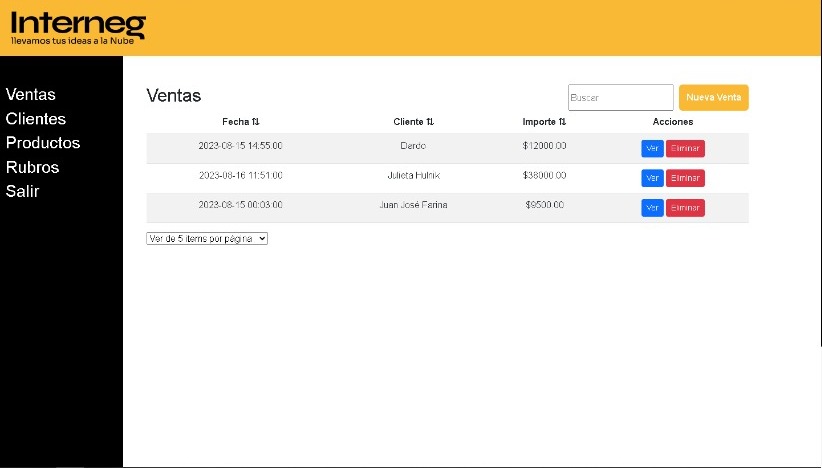 Interneg
llevamos tus ideas a la Nube
Ventas
Clientes
Productos
Rubros
Salir
Ventas
Buscar
Nueva Venta
Fecha ⇅ Cliente ⇅ Importe ⇅ Acciones
2023-08-15 14:55:00 Dardo $12000.00 Ver Eliminar
2023-08-16 11:51:00 Julieta Hulnik $38000.00 Ver Eliminar
2023-08-15 00:03:00 Juan José Farina $9500.00 Ver Eliminar
Ver de 5 items por página